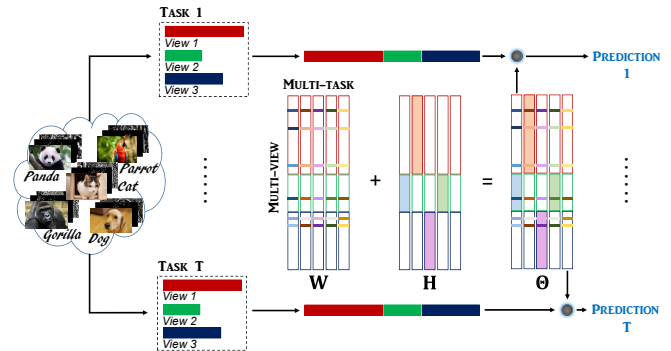 TASK 1
View 1
View 2
View 3
PREDICTION
1
MULTI-TASK
MULTI-VIEW
Panda
Parrot
Cat
Gorilla
Dog
+
=
W
H
Θ
TASK T
View 1
View 2
View 3
PREDICTION
T